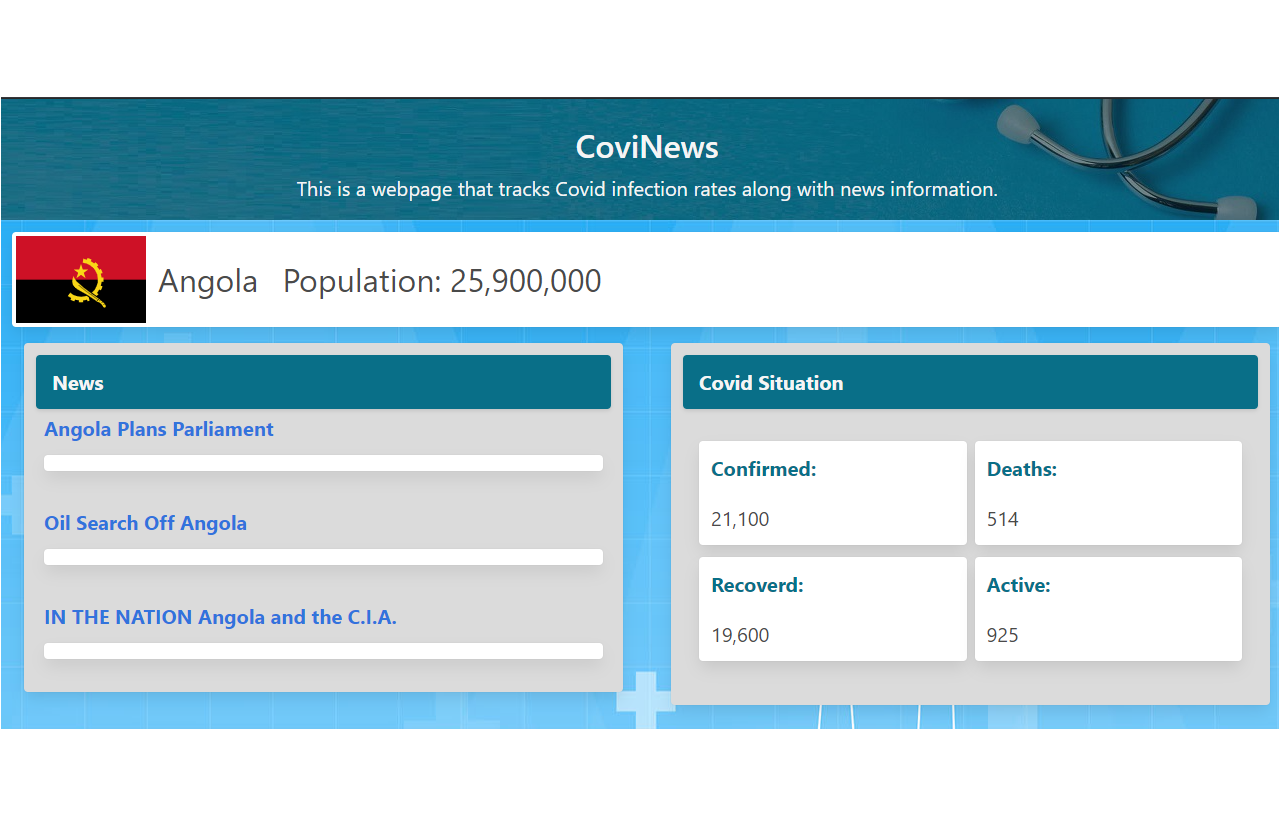 CoviNews
This is a webpage that tracks Covid infection rates along with news information.
Angola Population: 25,900,000
News
Angola Plans Parliament
Oil Search Off Angola
IN THE NATION Angola and the C.I.A.
Covid Situation
Confirmed: Deaths:
21,100 514
Recoverd: Active:
19,600 925